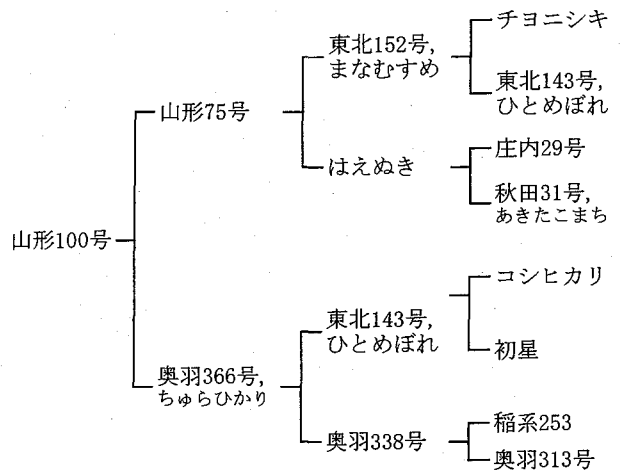 チヨニシキ
東北152号,
まなむすめ
東北143号,
ひとめぼれ
山形75号
はえぬき
庄内29号
秋田31号,
あきたこまち
山形100号
コシヒカリ
東北143号,
ひとめぼれ
初星
奥羽366号,
ちゅらひかり
稲系253
奥羽338号
奥羽313号